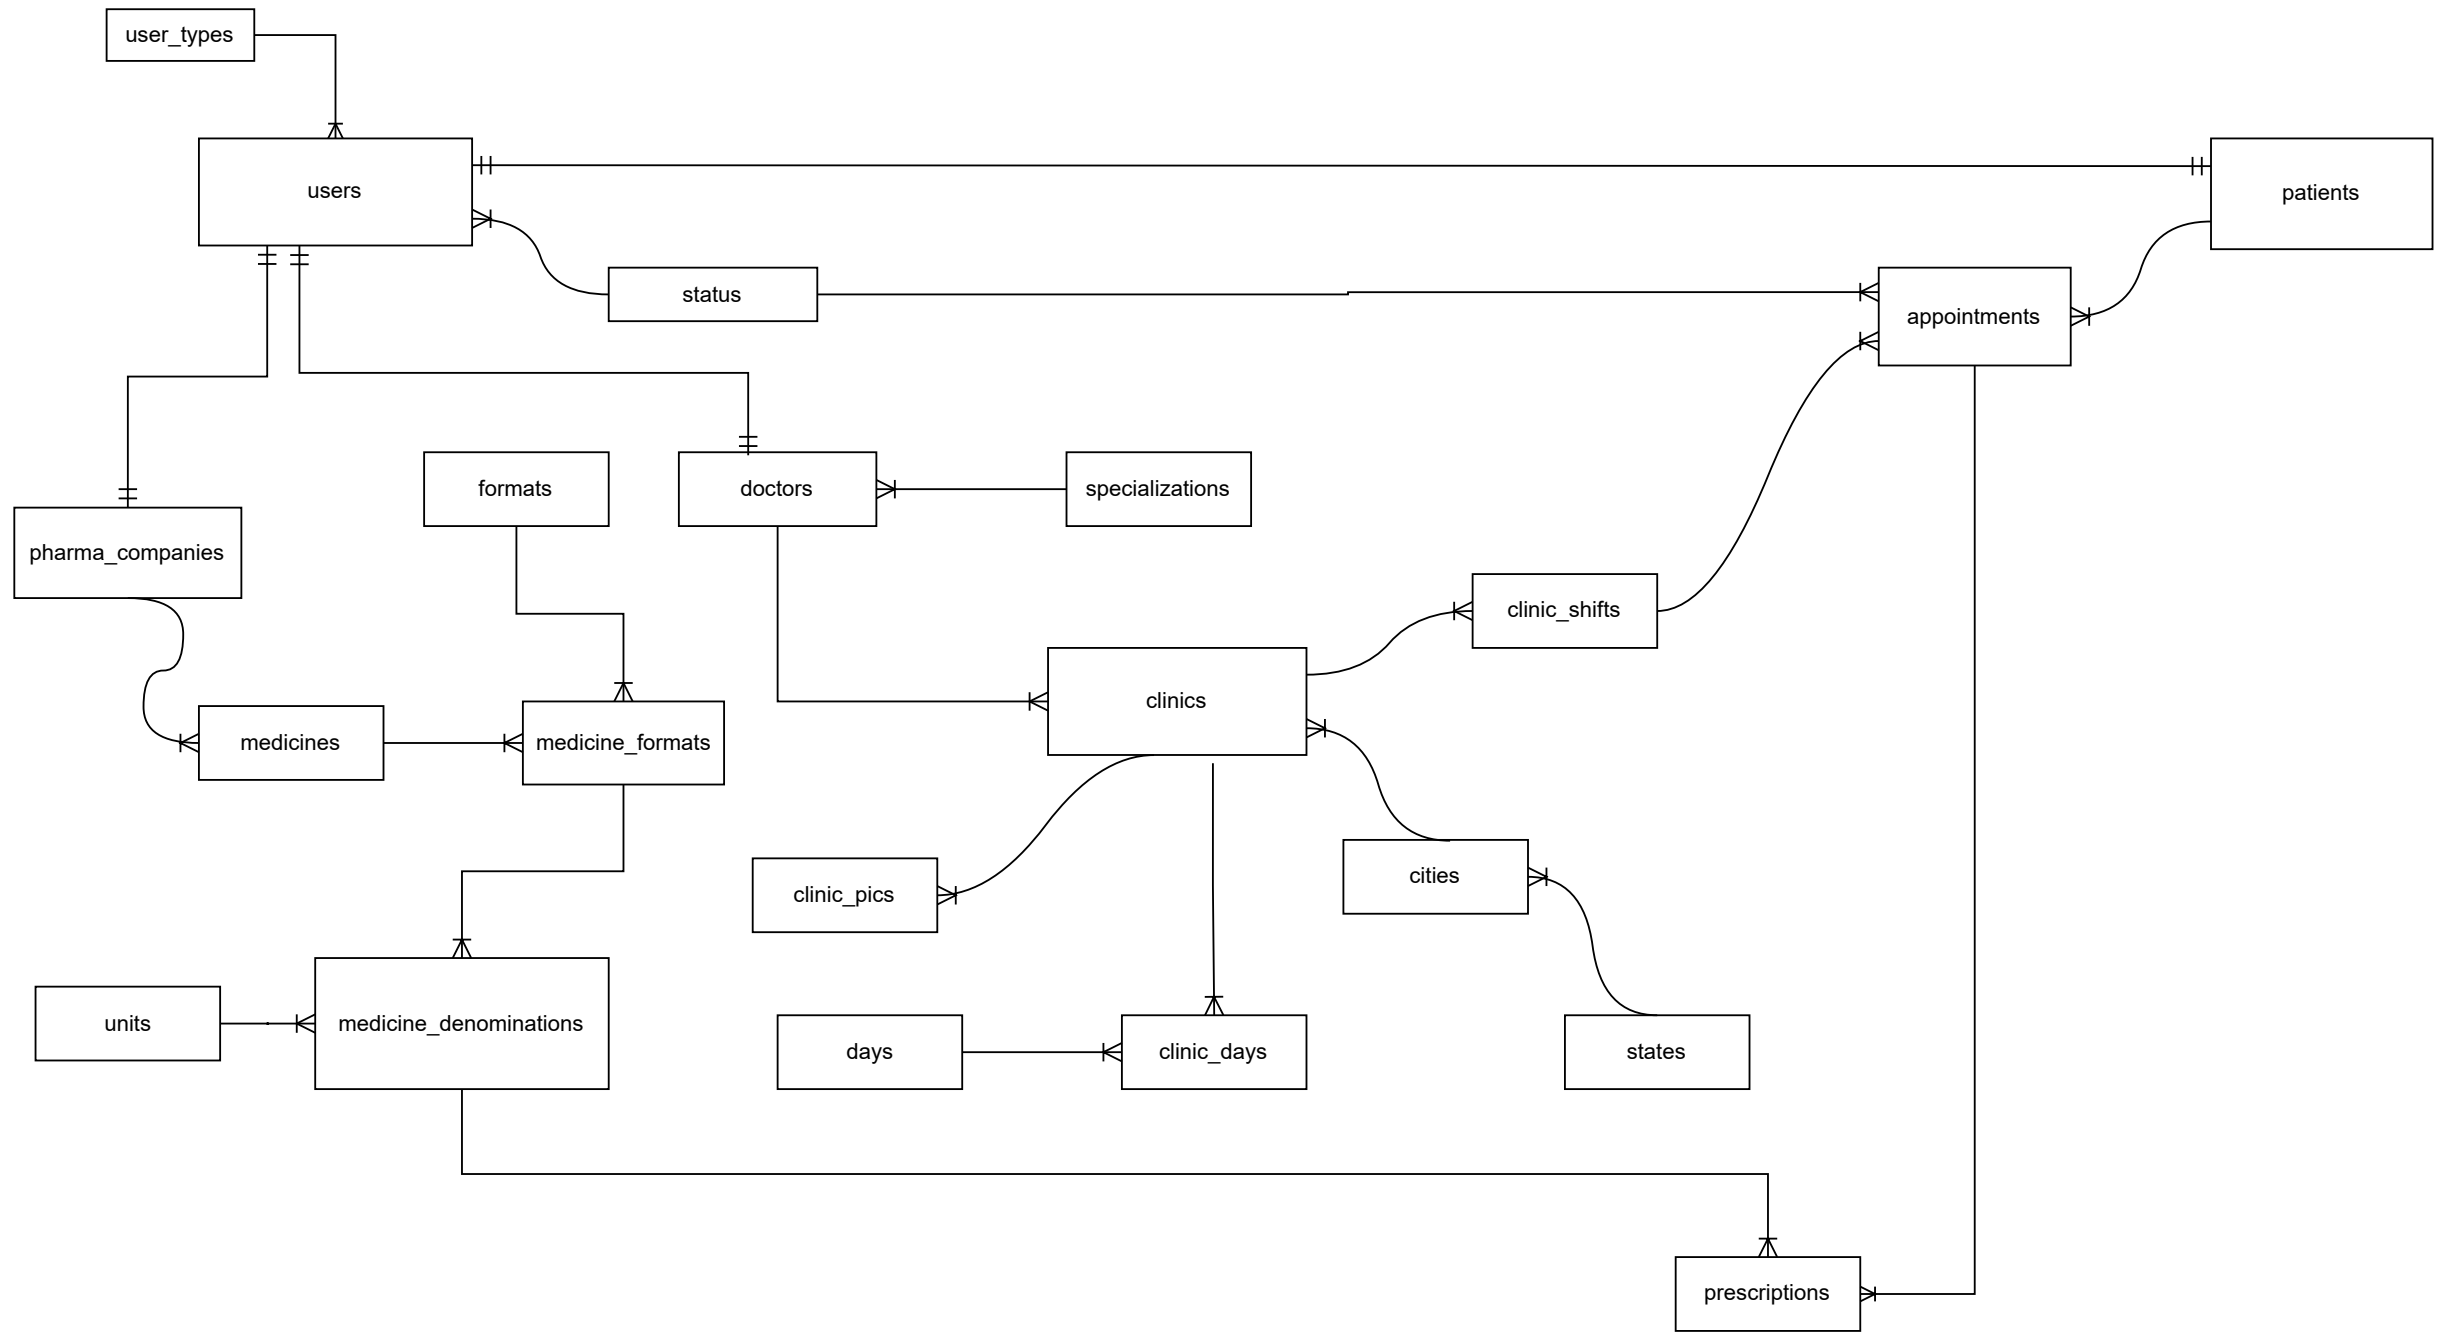 user_types
users
patients
status
appointments
formats
doctors
specializations
pharma_companies
clinic_shifts
clinics
medicines
medicine_formats
clinic_pics
cities
units
medicine_denominations
days
clinic_days
states
prescriptions